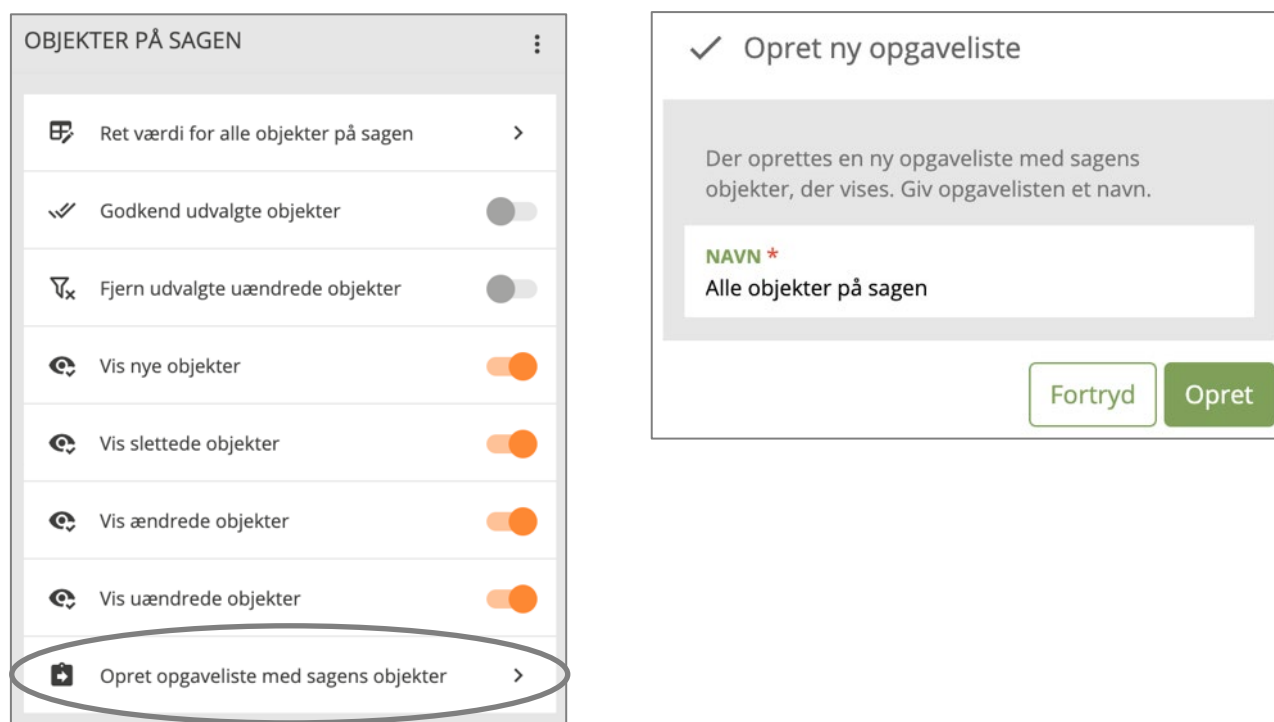 OBJEKTER PÅ SAGEN
Ret værdi for alle objekter på sagen
Godkend udvalgte objekter
Fjern udvalgte uændrede objekter
Vis nye objekter
Vis slettede objekter
Vis ændrede objekter
Vis uændrede objekter
Opret opgaveliste med sagens objekter
Opret ny opgaveliste
Der oprettes en ny opgaveliste med sagens
objekter, der vises. Giv opgavelisten et navn.
NAVN *
Alle objekter på sagen
Fortryd
Opret